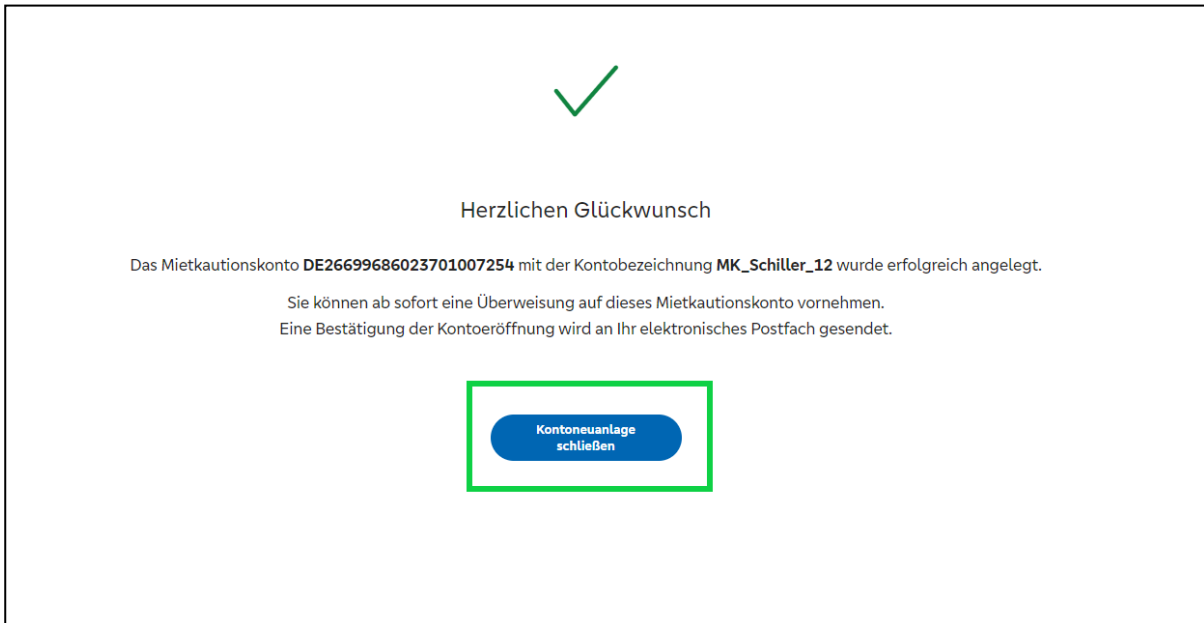 Herzlichen Glückwunsch
Das Mietkautionskonto DE26699686023701007254 mit der Kontobezeichnung MK_Schiller_12 wurde erfolgreich angelegt.
Sie können ab sofort eine Überweisung auf dieses Mietkautionskonto vornehmen.
Eine Bestätigung der Kontoeröffnung wird an Ihr elektronisches Postfach gesendet.
Kontoneuanlage
schließen